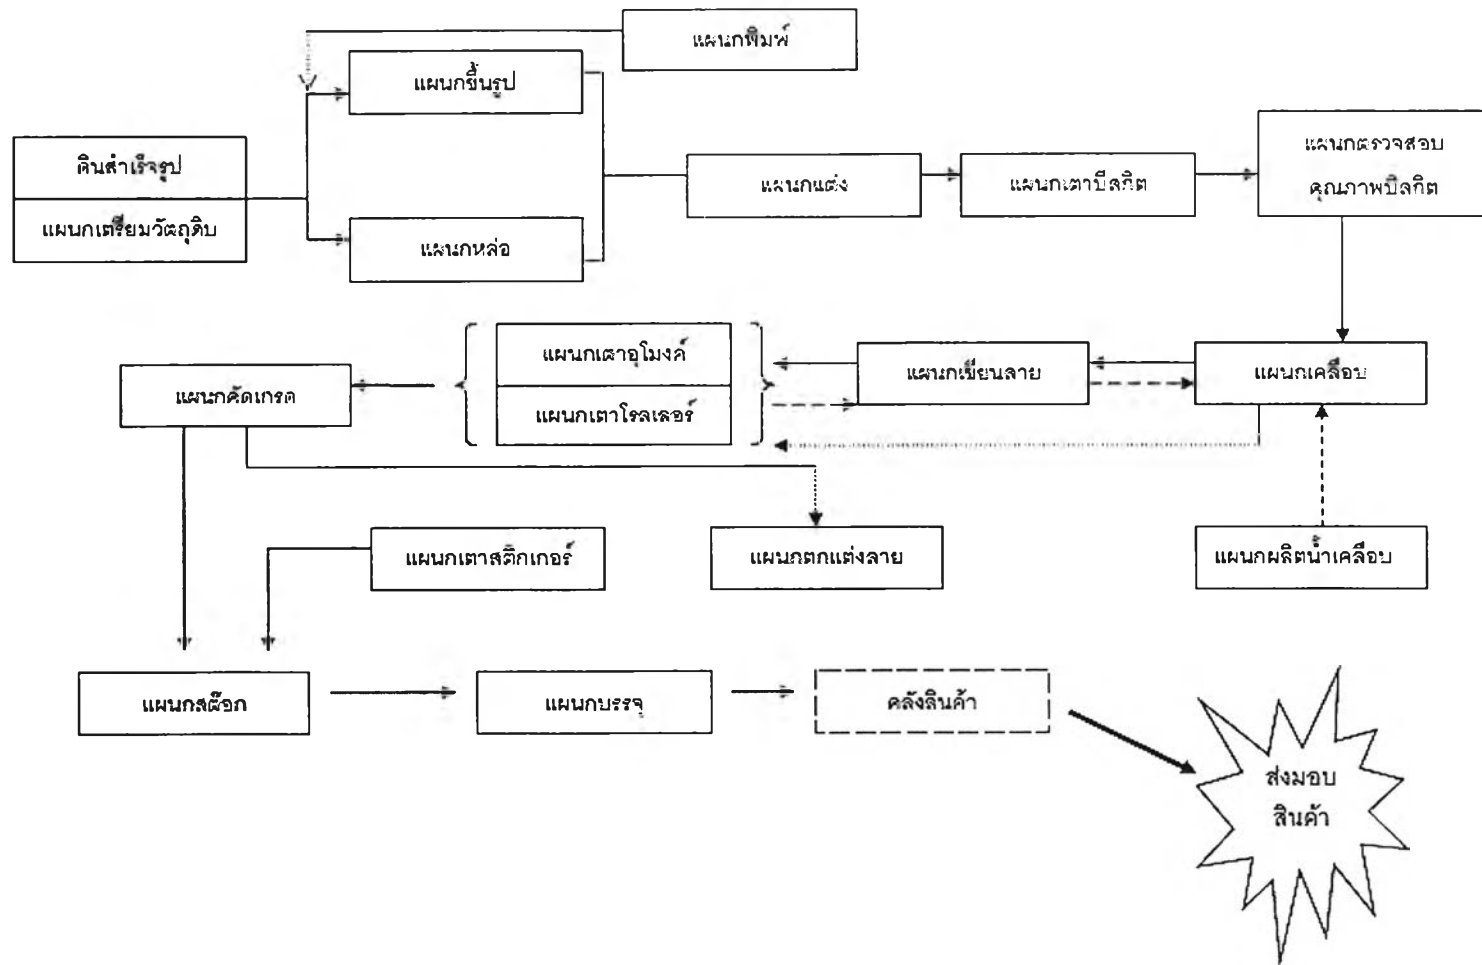 แผนกพิมพ์
แผนกขึ้นรูป
ดินสำเร็จรูป
แผนกเตรียมวัตถุดิบ
แผนกหล่อ
แผนกแต่ง
แผนกเตาบิสกิต
แผนกตรวจสอบ
คุณภาพบิสกิต
แผนกเตาอุโมงค์
แผนกเตาโรลเลอร์
แผนกเขียนลาย
แผนกเคลือบ
แผนกคัดเกรด
แผนกเตาสติกเกอร์
แผนกตกแต่งลาย
แผนกผลิตน้ำเคลือบ
แผนกสต๊อก
แผนกบรรจุ
คลังสินค้า
ส่งมอบ
สินค้า